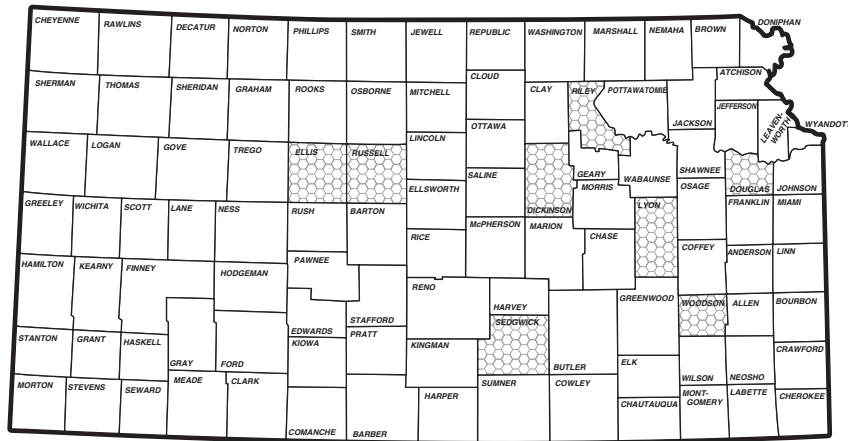 CHEYENNE
RAWLINS
DECATUR
NORTON
PHILLIPS
SMITH
JEWELL
REPUBLIC
WASHINGTON
MARSHALL
NEMAHA
BROWN
DONIPHAN
SHERMAN
THOMAS
SHERIDAN
GRAHAM
ROOKS
OSBORNE
MITCHELL
CLOUD
CLAY
RILEY
POTTAWATOMIE
JACKSON
ATCHISON
JEFFERSON
LEAVEN-
WORTH
WYANDOTT
WALLACE
LOGAN
GOVE
TREGO
ELLIS
RUSSELL
LINCOLN
OTTAWA
SALINE
ELLSWORTH
DICKINSON
GEARY
MORRIS
WABAUNSE
SHAWNEE
OSAGE
DOUGLAS
JOHNSON
GREELEY
WICHITA
SCOTT
LANE
NESS
RUSH
BARTON
RICE
McPHERSON
MARION
CHASE
LYON
COFFEY
FRANKLIN
MIAMI
ANDERSON
LINN
HAMILTON
KEARNY
FINNEY
HODGEMAN
PAWNEE
EDWARDS
STAFFORD
RENO
HARVEY
SEDGWICK
BUTLER
GREENWOOD
WOODSON
ALLEN
BOURBON
STANTON
GRANT
HASKELL
GRAY
FORD
KIOWA
PRATT
KINGMAN
ELK
WILSON
NEOSHO
CRAWFORD
MORTON
STEVENS
SEWARD
MEADE
CLARK
COMANCHE
BARBER
HARPER
SUMNER
COWLEY
CHAUTAUQUA
MONT-
GOMERY
LABETTE
CHEROKEE